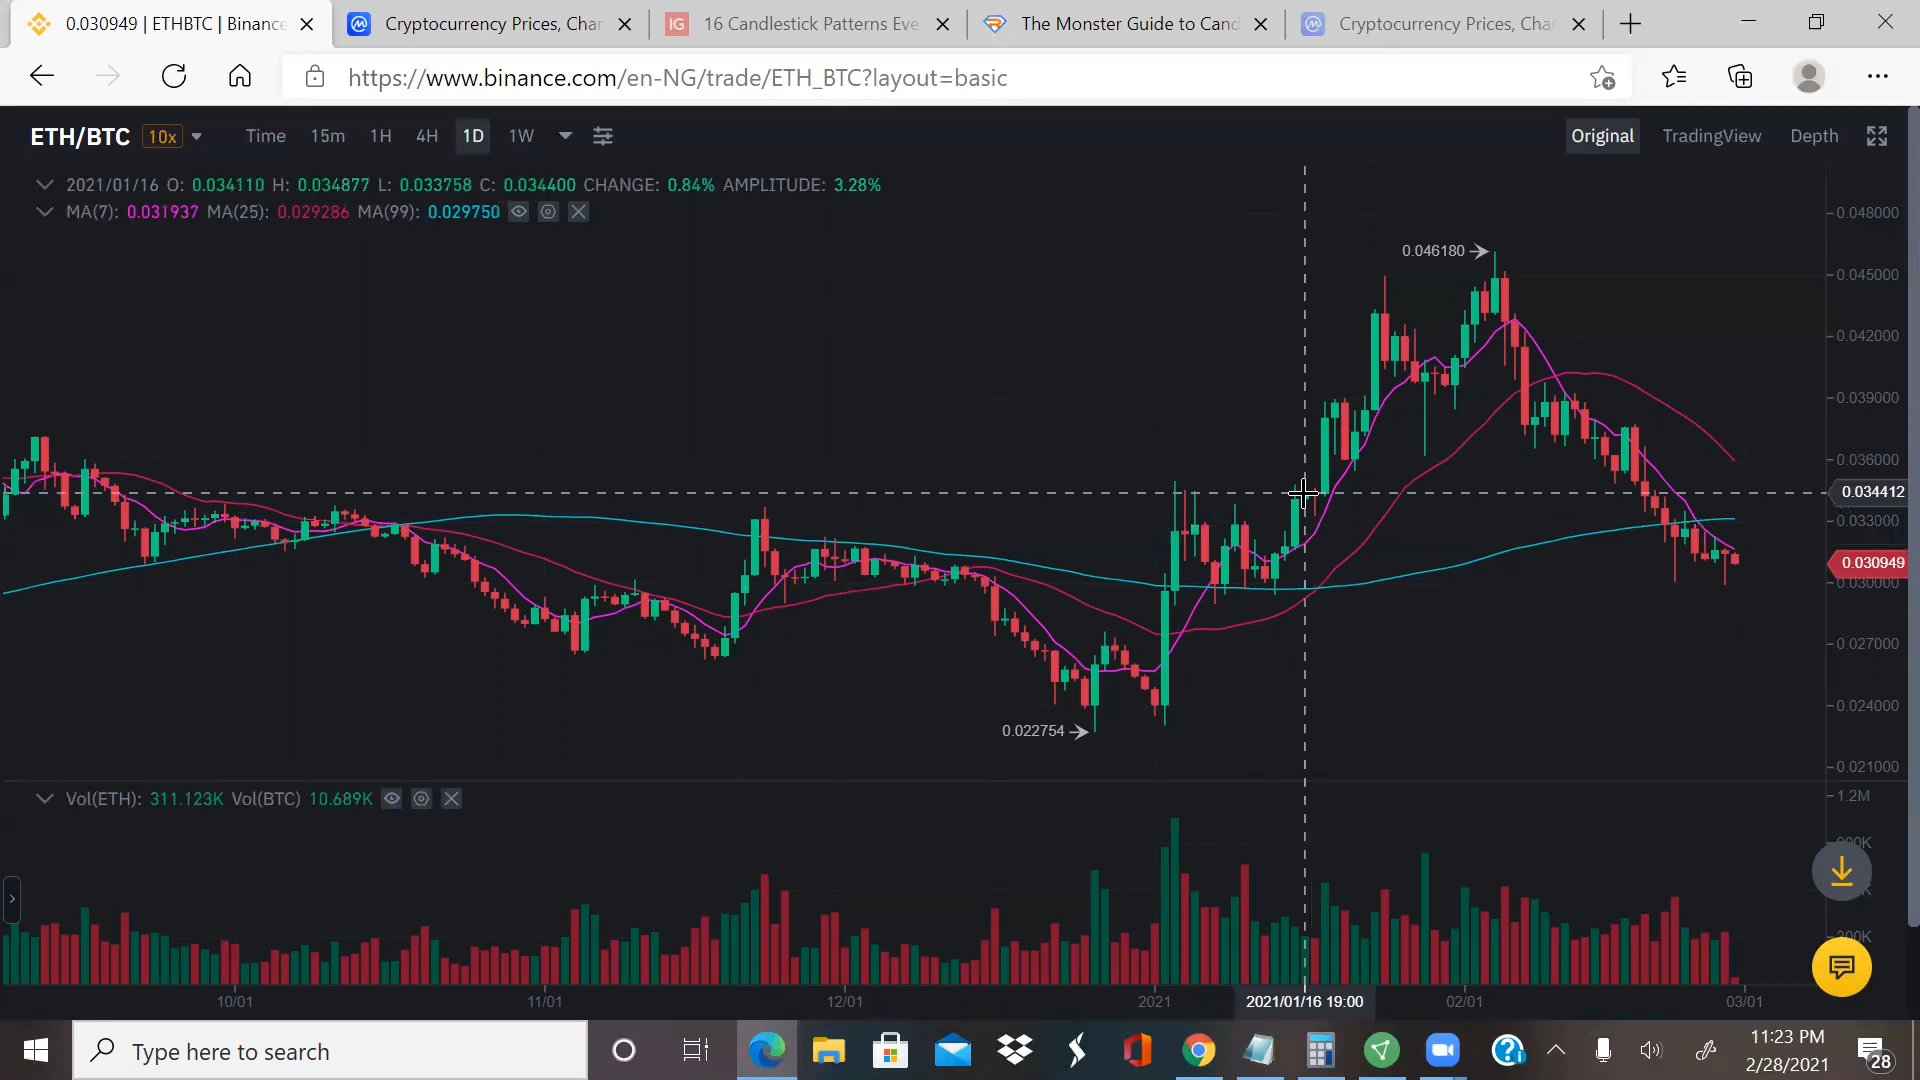 0.030949 | ETHBTC | Binance
Cryptocurrency Prices, Char
16 Candlestick Patterns Eve
The Monster Guide to Cand
Cryptocurrency Prices, Cha
https://www.binance.com/en-NG/trade/ETH_BTC?layout=basic
ETH/BTC 10x Time 15m 1H 4H 1D 1W Original TradingView Depth
2021/01/16 O: 0.034110 H: 0.034877 L: 0.033758 C: 0.034400 CHANGE: 0.84% AMPLITUDE: 3.28%
MA(7): 0.031937 MA(25): 0.029286 MA(99): 0.029750
0.048000
0.046180
0.045000
0.042000
0.039000
0.036000
0.034412
0.033000
0.030949
0.030000
0.027000
0.024000
0.022754
0.021000
Vol(ETH): 311.123K Vol(BTC) 10.689K
1.2M
300K
10/01 11/01 12/01 2021 2021/01/16 19:00 02/01 03/01
Type here to search
11:23 PM
2/28/2021
28